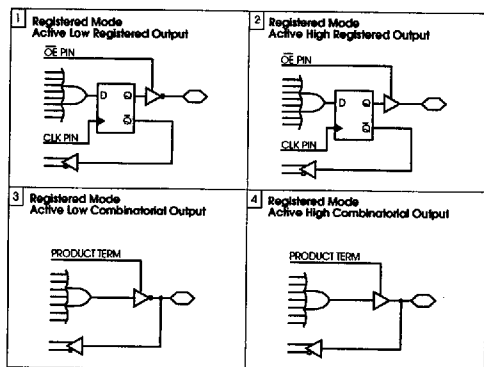 1 Registered Mode
Active Low Registered Output
O̅E̅ PIN
D Q
Q̅
CLK PIN
2 Registered Mode
Active High Registered Output
O̅E̅ PIN
D Q
Q̅
CLK PIN
3 Registered Mode
Active Low Combinatorial Output
PRODUCT TERM
4 Registered Mode
Active High Combinatorial Output
PRODUCT TERM